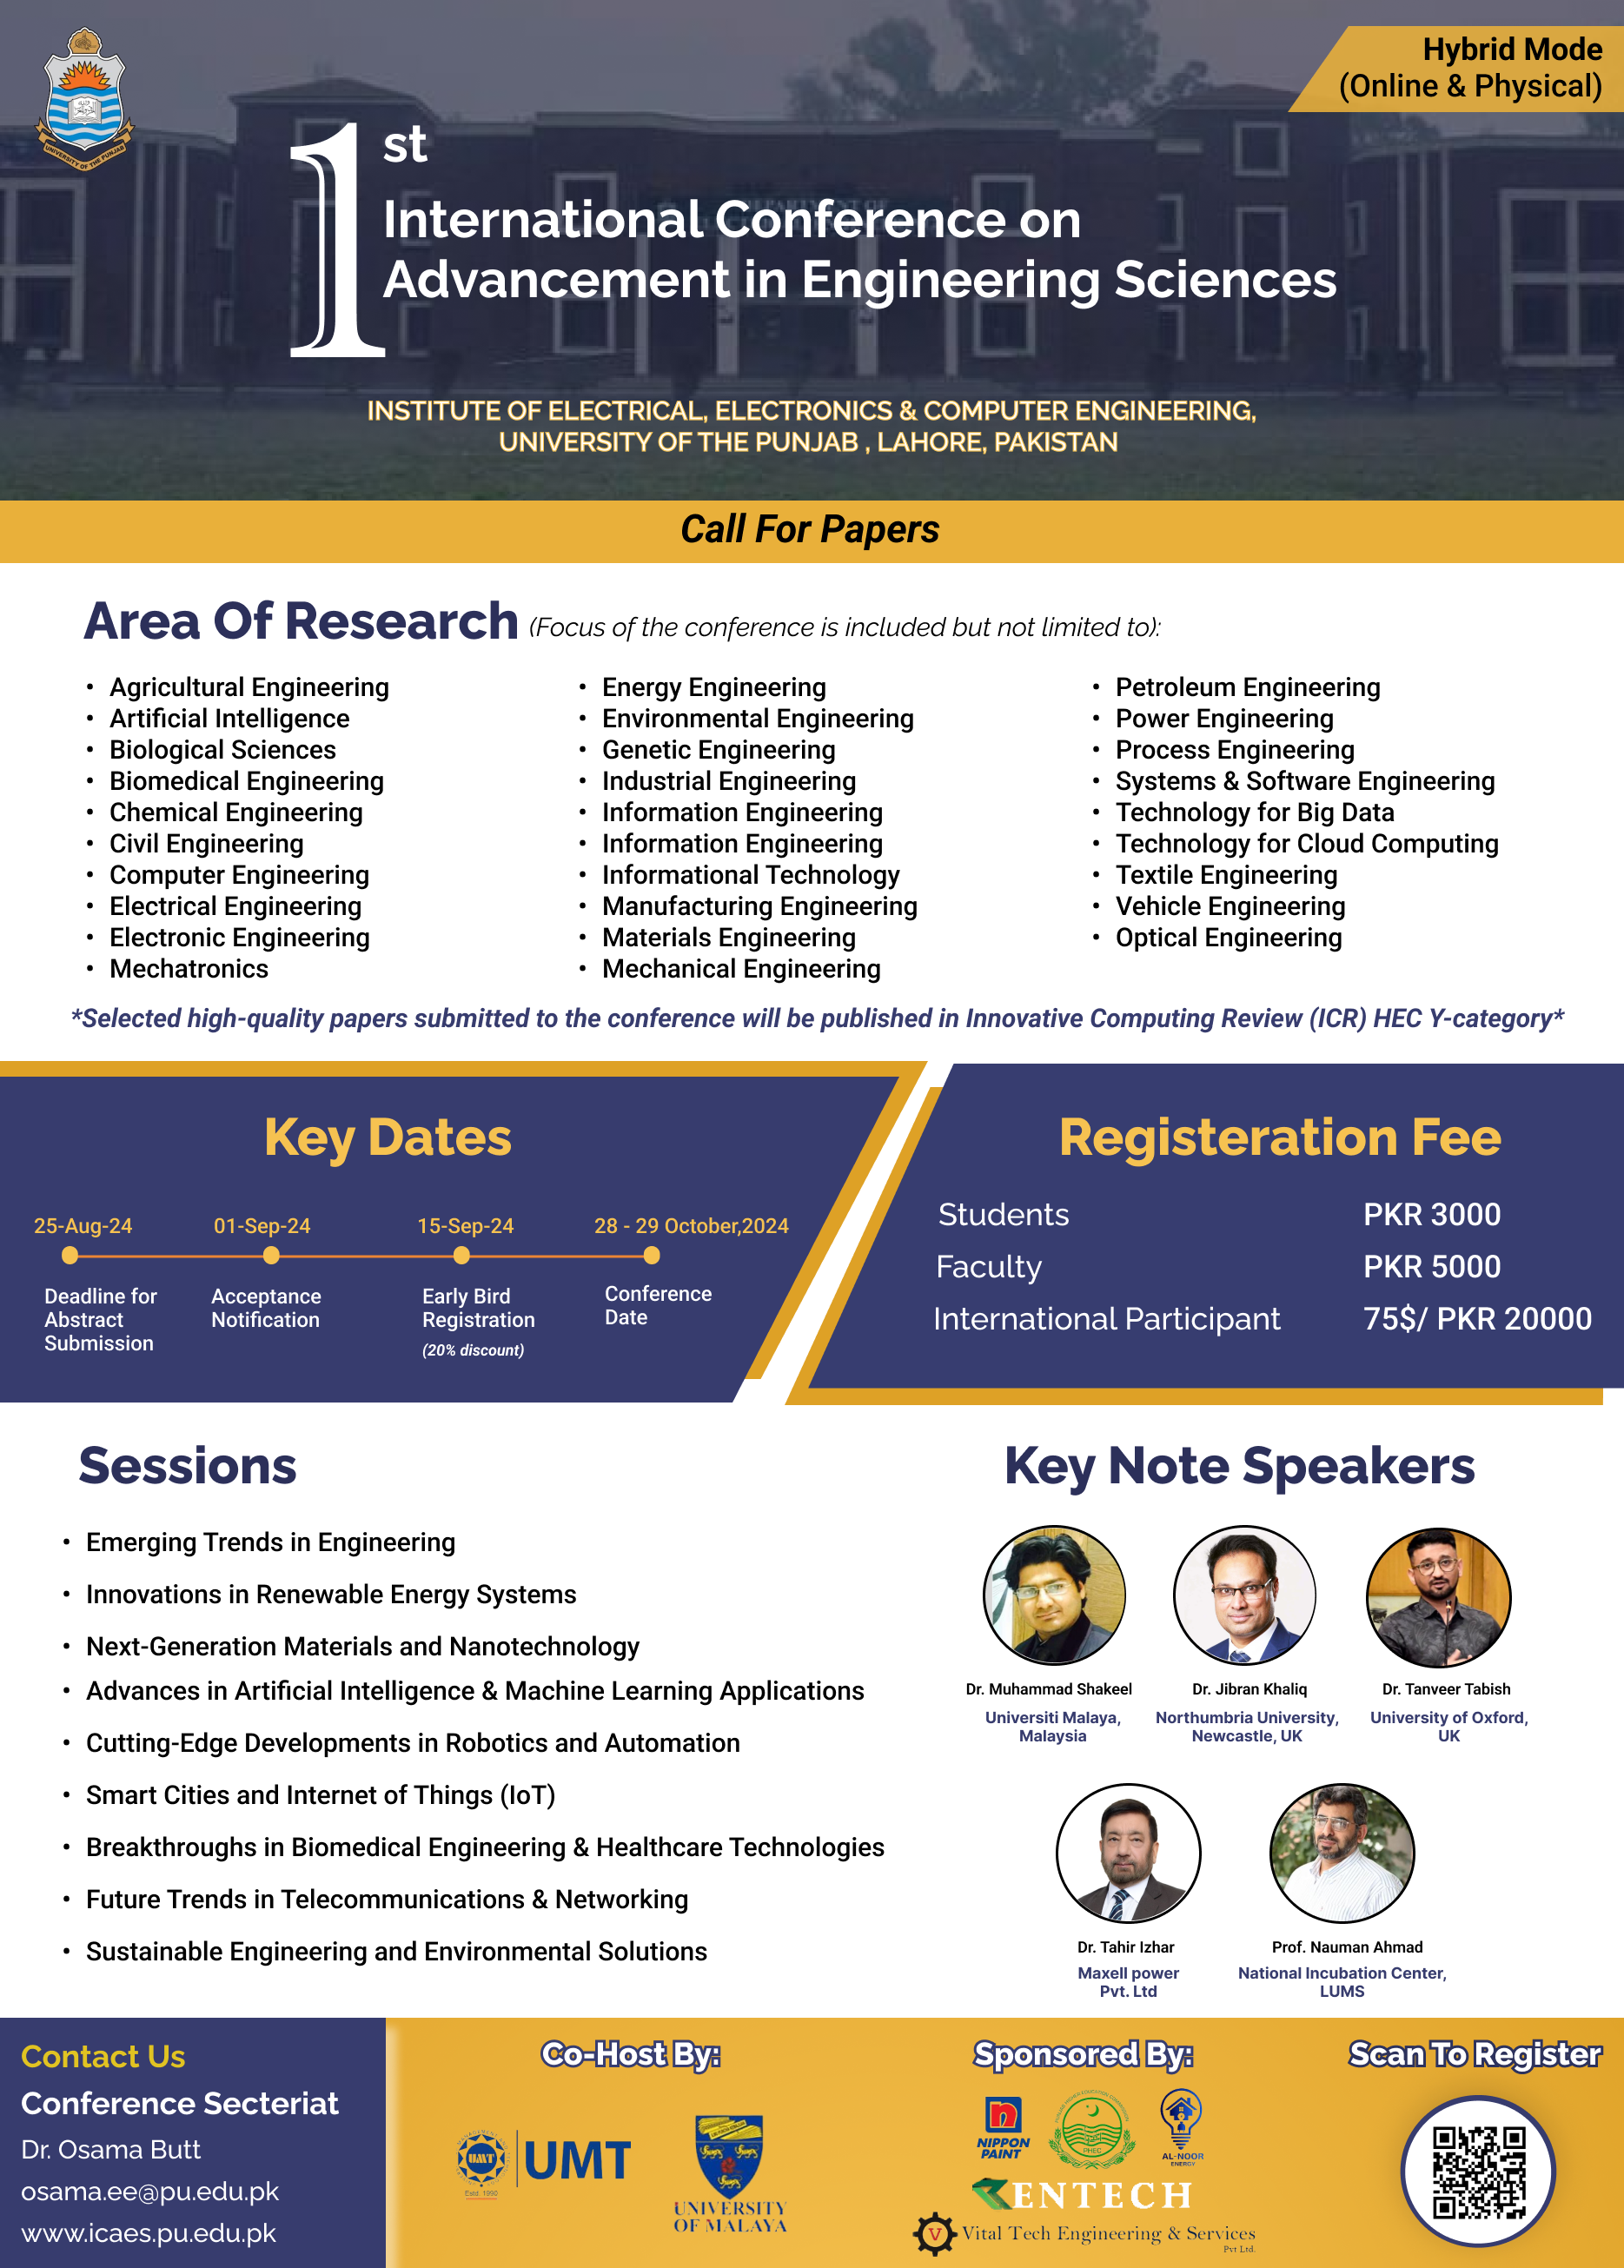 UNIVERSITY OF THE PUNJAB
Hybrid Mode
(Online & Physical)
1st
International Conference on
Advancement in Engineering Sciences
INSTITUTE OF ELECTRICAL, ELECTRONICS & COMPUTER ENGINEERING,
UNIVERSITY OF THE PUNJAB , LAHORE, PAKISTAN
Call For Papers
Area Of Research (Focus of the conference is included but not limited to):
• Agricultural Engineering
• Artificial Intelligence
• Biological Sciences
• Biomedical Engineering
• Chemical Engineering
• Civil Engineering
• Computer Engineering
• Electrical Engineering
• Electronic Engineering
• Mechatronics
• Energy Engineering
• Environmental Engineering
• Genetic Engineering
• Industrial Engineering
• Information Engineering
• Information Engineering
• Informational Technology
• Manufacturing Engineering
• Materials Engineering
• Mechanical Engineering
• Petroleum Engineering
• Power Engineering
• Process Engineering
• Systems & Software Engineering
• Technology for Big Data
• Technology for Cloud Computing
• Textile Engineering
• Vehicle Engineering
• Optical Engineering
*Selected high-quality papers submitted to the conference will be published in Innovative Computing Review (ICR) HEC Y-category*
Key Dates
25-Aug-24
Deadline for
Abstract
Submission
01-Sep-24
Acceptance
Notification
15-Sep-24
Early Bird
Registration
(20% discount)
28 - 29 October,2024
Conference
Date
Registeration Fee
Students PKR 3000
Faculty PKR 5000
International Participant 75$/ PKR 20000
Sessions
• Emerging Trends in Engineering
• Innovations in Renewable Energy Systems
• Next-Generation Materials and Nanotechnology
• Advances in Artificial Intelligence & Machine Learning Applications
• Cutting-Edge Developments in Robotics and Automation
• Smart Cities and Internet of Things (IoT)
• Breakthroughs in Biomedical Engineering & Healthcare Technologies
• Future Trends in Telecommunications & Networking
• Sustainable Engineering and Environmental Solutions
Key Note Speakers
Dr. Muhammad Shakeel
Universiti Malaya,
Malaysia
Dr. Jibran Khaliq
Northumbria University,
Newcastle, UK
Dr. Tanveer Tabish
University of Oxford,
UK
Dr. Tahir Izhar
Maxell power
Pvt. Ltd
Prof. Nauman Ahmad
National Incubation Center,
LUMS
Contact Us
Conference Secteriat
Dr. Osama Butt
osama.ee@pu.edu.pk
www.icaes.pu.edu.pk
Co-Host By:
UMT
Estd. 1990
UMT
UNIVERSITY
OF MALAYA
Sponsored By:
n
NIPPON
PAINT
PHEC
AL-NOOR
ENERGY
RENTECH
V
Vital Tech Engineering & Services
Pvt Ltd.
Scan To Register